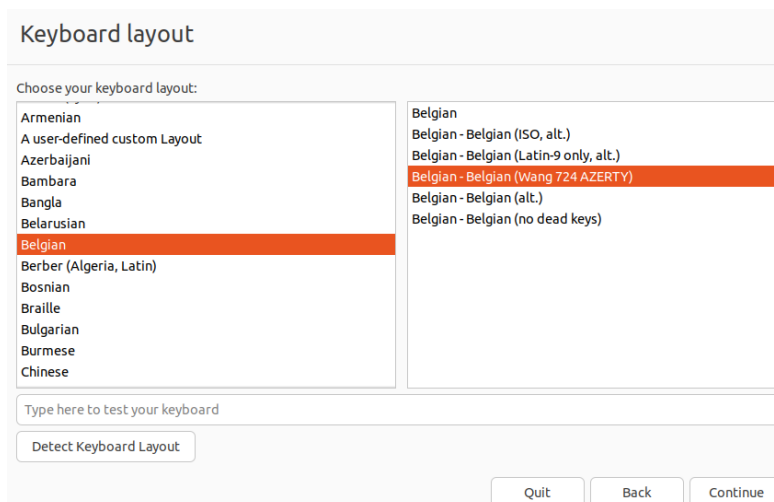 Keyboard layout
Choose your keyboard layout:
Armenian
A user-defined custom Layout
Azerbaijani
Bambara
Bangla
Belarusian
Belgian
Berber (Algeria, Latin)
Bosnian
Braille
Bulgarian
Burmese
Chinese
Belgian
Belgian - Belgian (ISO, alt.)
Belgian - Belgian (Latin-9 only, alt.)
Belgian - Belgian (Wang 724 AZERTY)
Belgian - Belgian (alt.)
Belgian - Belgian (no dead keys)
Type here to test your keyboard
Detect Keyboard Layout
Quit Back Continue